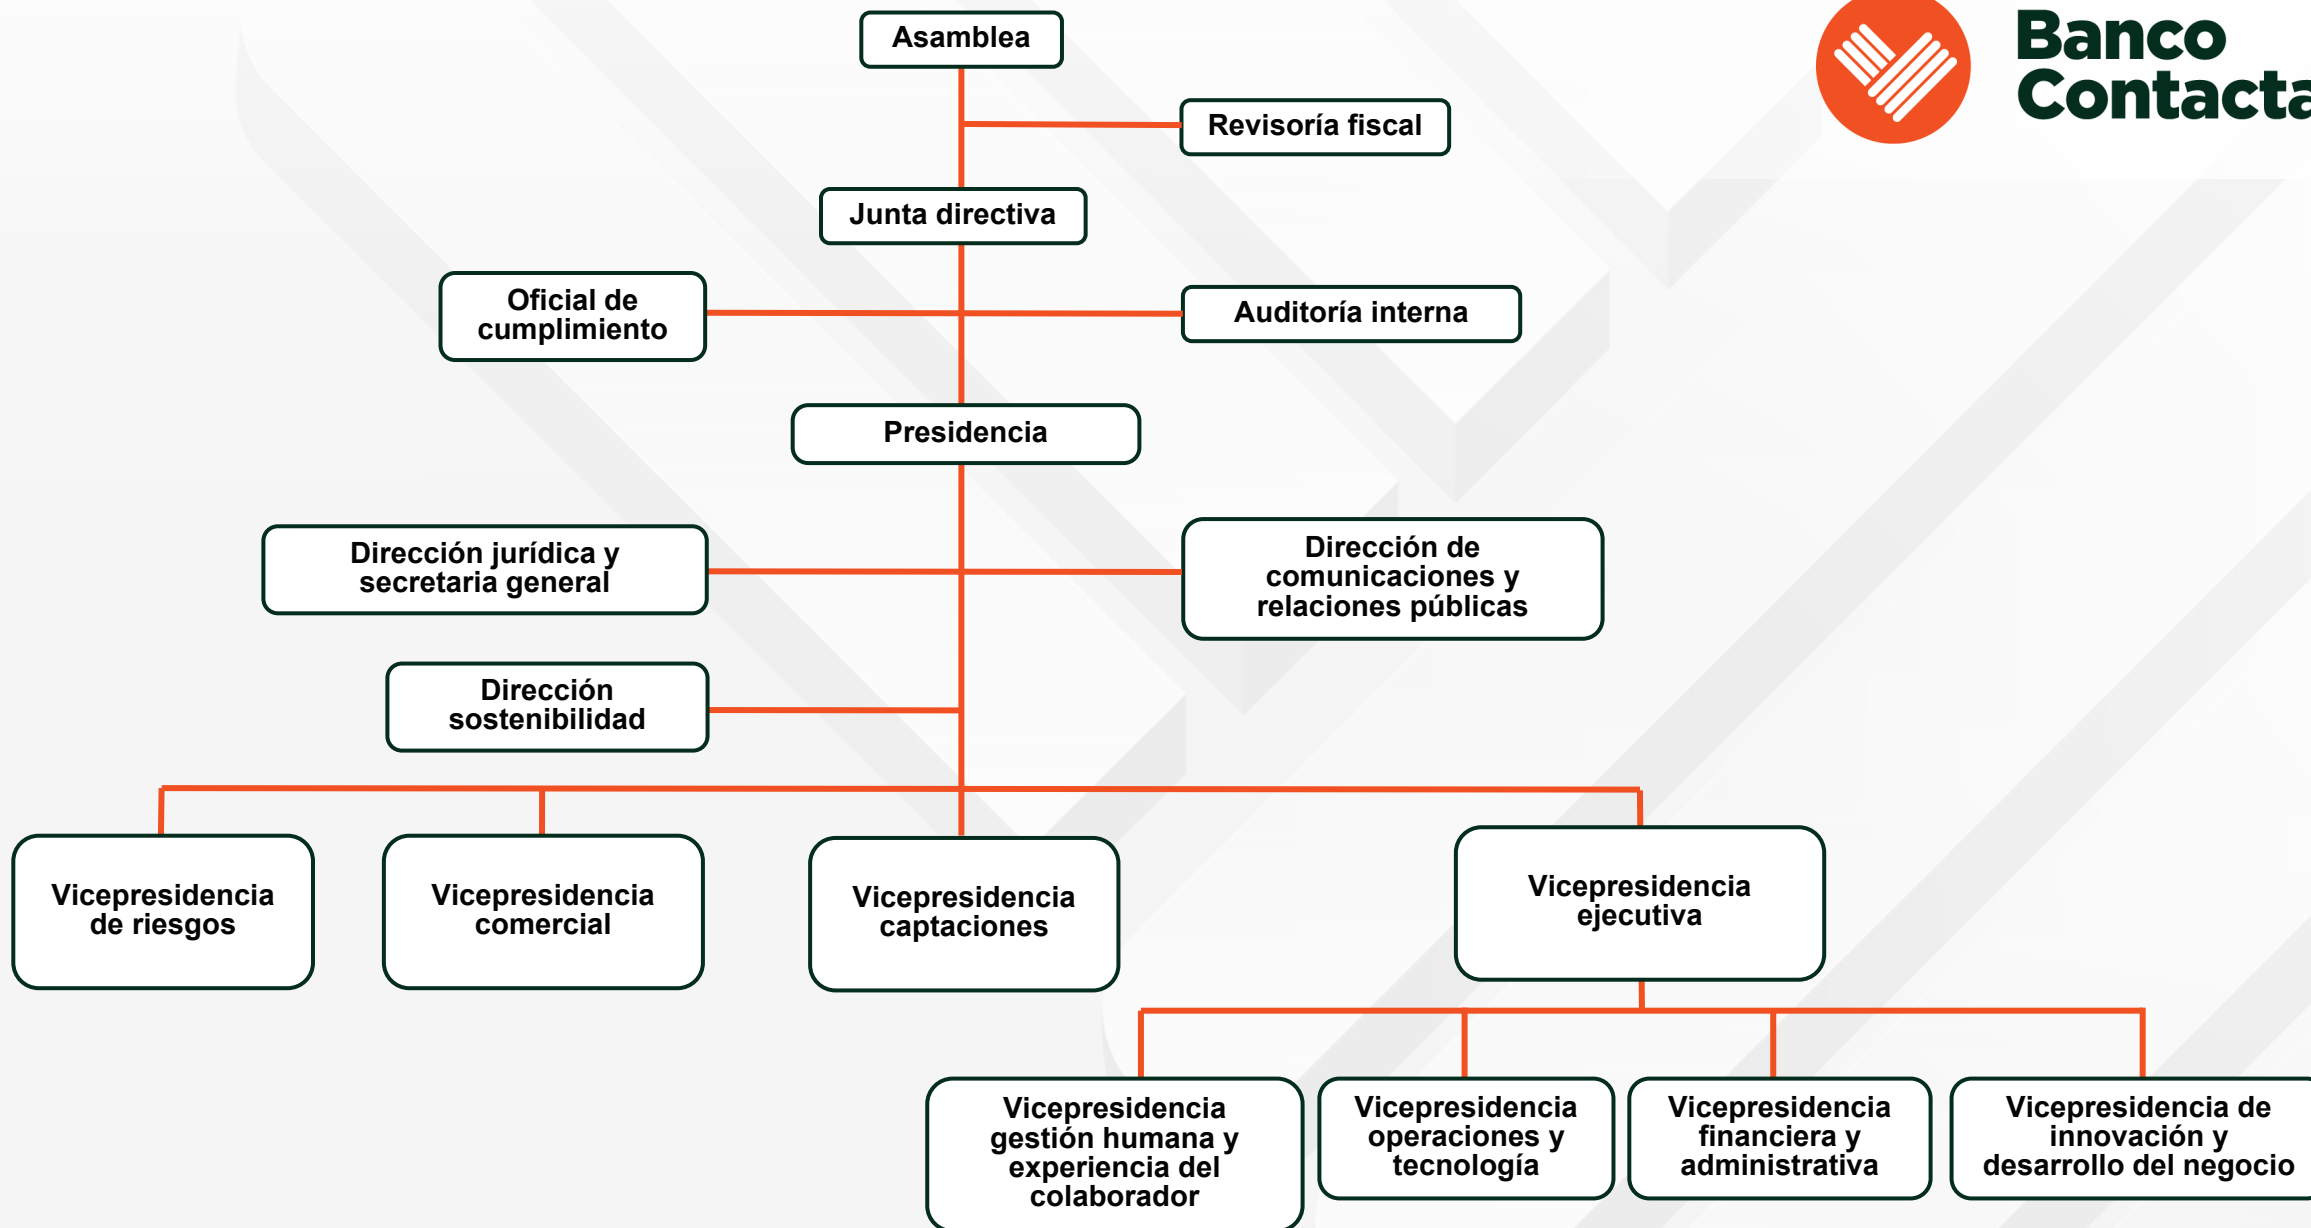 Asamblea
Banco
Contacta
Revisoría fiscal
Junta directiva
Oficial de
cumplimiento
Auditoría interna
Presidencia
Dirección jurídica y
secretaria general
Dirección de
comunicaciones y
relaciones públicas
Dirección
sostenibilidad
Vicepresidencia
de riesgos
Vicepresidencia
comercial
Vicepresidencia
captaciones
Vicepresidencia
ejecutiva
Vicepresidencia
gestión humana y
experiencia del
colaborador
Vicepresidencia
operaciones y
tecnología
Vicepresidencia
financiera y
administrativa
Vicepresidencia de
innovación y
desarrollo del negocio